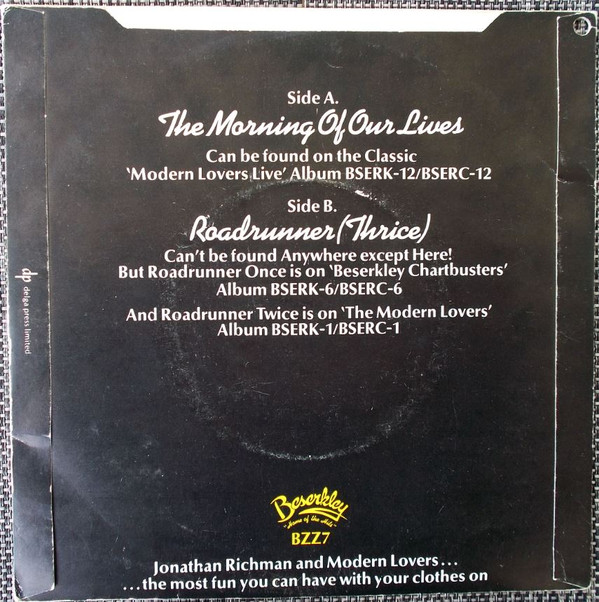 Side A.
The Morning Of Our Lives
Can be found on the Classic
‘Modern Lovers Live’ Album BSERK-12/BSERC-12
Side B.
Roadrunner (Thrice)
Can’t be found Anywhere except Here!
But Roadrunner Once is on ‘Beserkley Chartbusters’
Album BSERK-6/BSERC-6
And Roadrunner Twice is on ‘The Modern Lovers’
Album BSERK-1/BSERC-1
dp delga press limited
Beserkley
"Home of the Hits"
BZZ7
Jonathan Richman and Modern Lovers...
...the most fun you can have with your clothes on